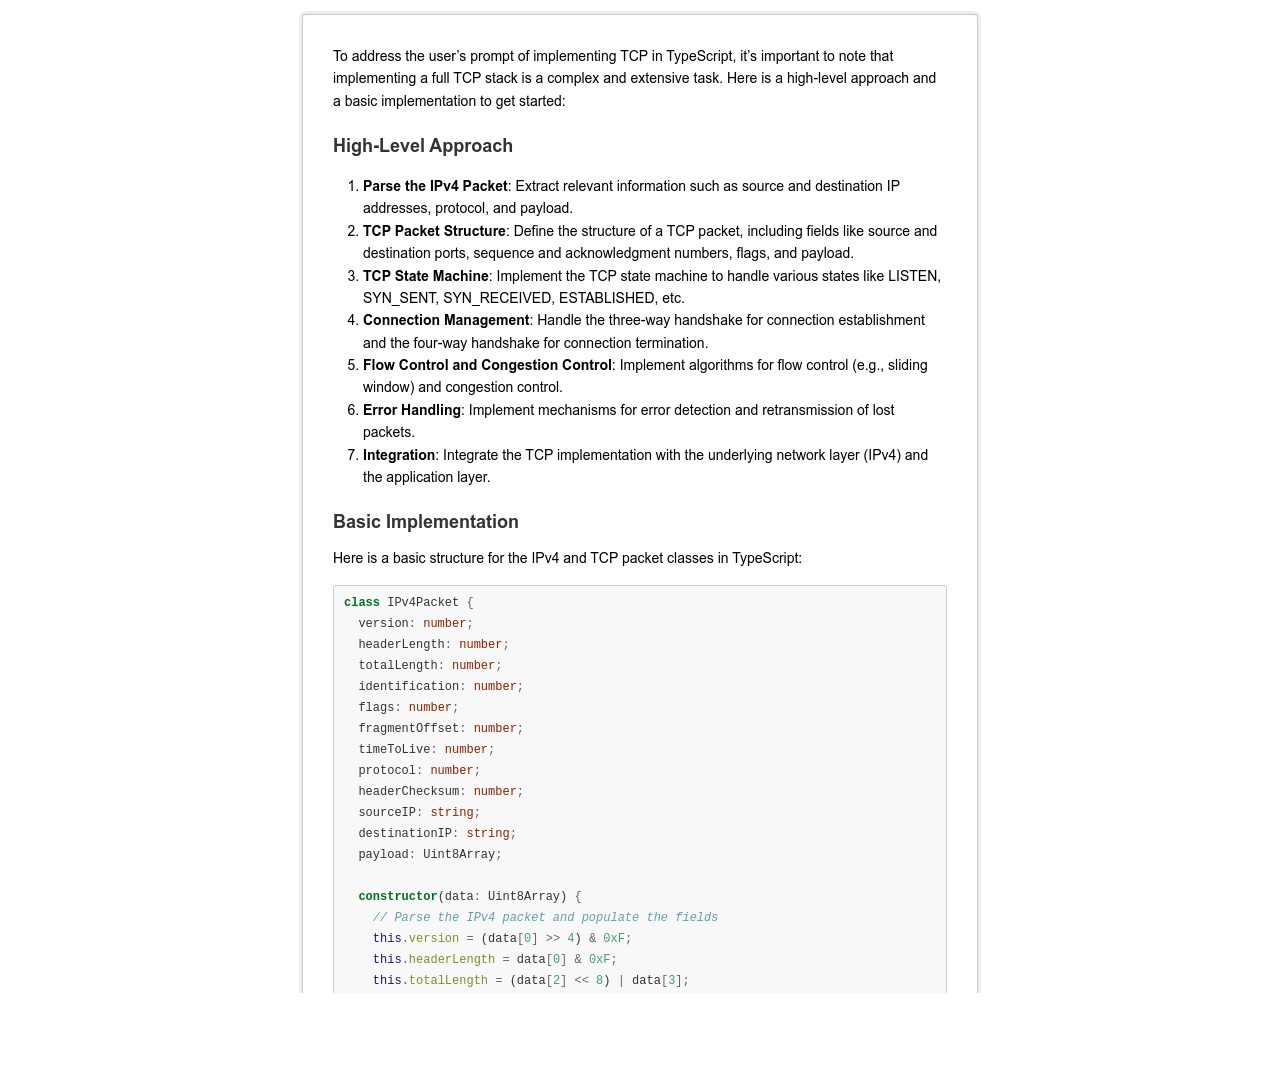 To address the user’s prompt of implementing TCP in TypeScript, it’s important to note that
implementing a full TCP stack is a complex and extensive task. Here is a high-level approach and
a basic implementation to get started:
High-Level Approach
1. Parse the IPv4 Packet: Extract relevant information such as source and destination IP
addresses, protocol, and payload.
2. TCP Packet Structure: Define the structure of a TCP packet, including fields like source and
destination ports, sequence and acknowledgment numbers, flags, and payload.
3. TCP State Machine: Implement the TCP state machine to handle various states like LISTEN,
SYN_SENT, SYN_RECEIVED, ESTABLISHED, etc.
4. Connection Management: Handle the three-way handshake for connection establishment
and the four-way handshake for connection termination.
5. Flow Control and Congestion Control: Implement algorithms for flow control (e.g., sliding
window) and congestion control.
6. Error Handling: Implement mechanisms for error detection and retransmission of lost
packets.
7. Integration: Integrate the TCP implementation with the underlying network layer (IPv4) and
the application layer.
Basic Implementation
Here is a basic structure for the IPv4 and TCP packet classes in TypeScript:
class IPv4Packet {
  version: number;
  headerLength: number;
  totalLength: number;
  identification: number;
  flags: number;
  fragmentOffset: number;
  timeToLive: number;
  protocol: number;
  headerChecksum: number;
  sourceIP: string;
  destinationIP: string;
  payload: Uint8Array;
  constructor(data: Uint8Array) {
    // Parse the IPv4 packet and populate the fields
    this.version = (data[0] >> 4) & 0xF;
    this.headerLength = data[0] & 0xF;
    this.totalLength = (data[2] << 8) | data[3];